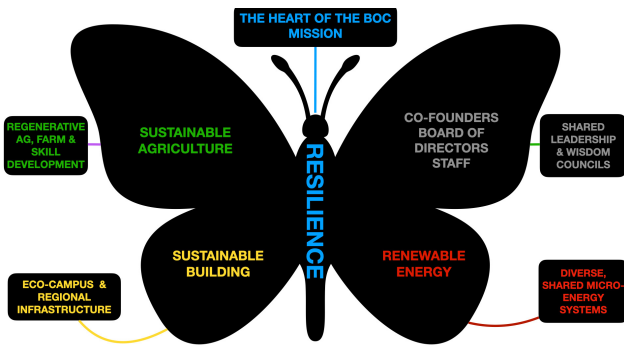 THE HEART OF THE BOC
MISSION
REGENERATIVE
AG, FARM &
SKILL
DEVELOPMENT
SUSTAINABLE
AGRICULTURE
CO-FOUNDERS
BOARD OF
DIRECTORS
STAFF
SHARED
LEADERSHIP
& WISDOM
COUNCILS
RESILIENCE
SUSTAINABLE
BUILDING
RENEWABLE
ENERGY
ECO-CAMPUS &
REGIONAL
INFRASTRUCTURE
DIVERSE,
SHARED MICRO-
ENERGY
SYSTEMS